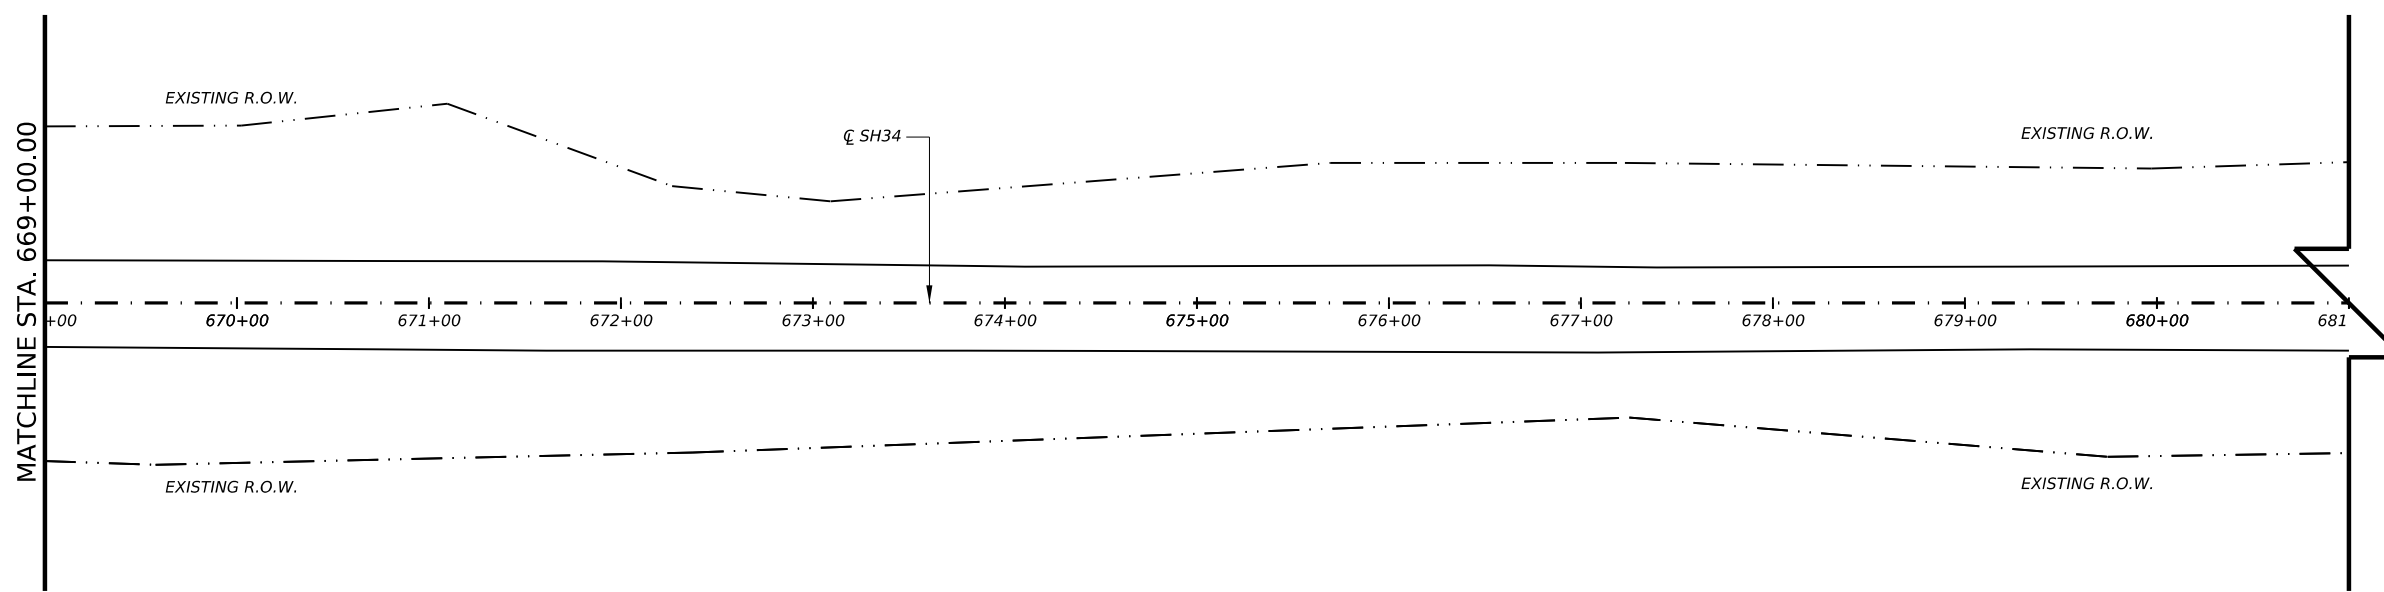 EXISTING R.O.W.
EXISTING R.O.W.
℄ SH34
MATCHLINE STA. 669+00.00
+00 670+00 671+00 672+00 673+00 674+00 675+00 676+00 677+00 678+00 679+00 680+00 681
EXISTING R.O.W.
EXISTING R.O.W.